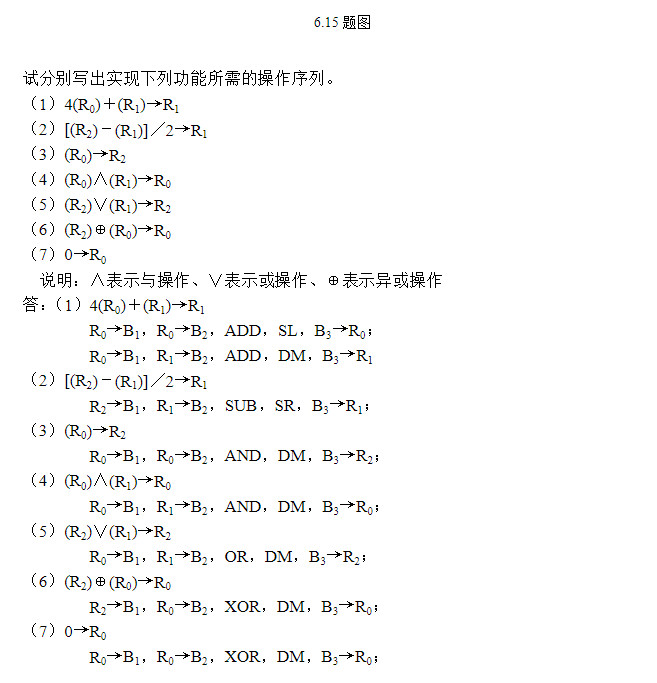 6.15 题图
试分别写出实现下列功能所需的操作序列。
（1）4(R₀)＋(R₁)→R₁
（2）[(R₂)－(R₁)]／2→R₁
（3）(R₀)→R₂
（4）(R₀)∧(R₁)→R₀
（5）(R₂)∨(R₁)→R₂
（6）(R₂)⊕(R₀)→R₀
（7）0→R₀
说明：∧表示与操作、∨表示或操作、⊕表示异或操作
答：（1）4(R₀)＋(R₁)→R₁
R₀→B₁，R₀→B₂，ADD，SL，B₃→R₀；
R₀→B₁，R₁→B₂，ADD，DM，B₃→R₁
（2）[(R₂)－(R₁)]／2→R₁
R₂→B₁，R₁→B₂，SUB，SR，B₃→R₁；
（3）(R₀)→R₂
R₀→B₁，R₀→B₂，AND，DM，B₃→R₂；
（4）(R₀)∧(R₁)→R₀
R₀→B₁，R₁→B₂，AND，DM，B₃→R₀；
（5）(R₂)∨(R₁)→R₂
R₀→B₁，R₁→B₂，OR，DM，B₃→R₂；
（6）(R₂)⊕(R₀)→R₀
R₂→B₁，R₀→B₂，XOR，DM，B₃→R₀；
（7）0→R₀
R₀→B₁，R₀→B₂，XOR，DM，B₃→R₀；